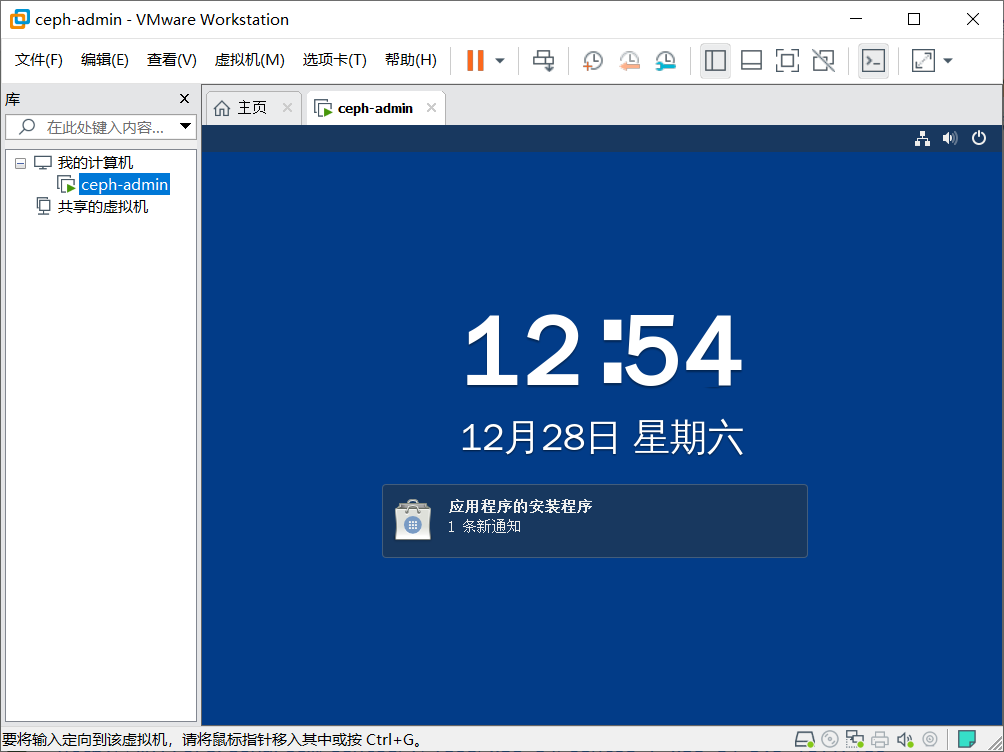 ceph-admin - VMware Workstation
文件(F) 编辑(E) 查看(V) 虚拟机(M) 选项卡(T) 帮助(H)
库
在此处键入内容...
我的计算机
ceph-admin
共享的虚拟机
主页 ceph-admin
12:54
12月28日 星期六
应用程序的安装程序
1 条新通知
要将输入定向到该虚拟机，请将鼠标指针移入其中或按 Ctrl+G。